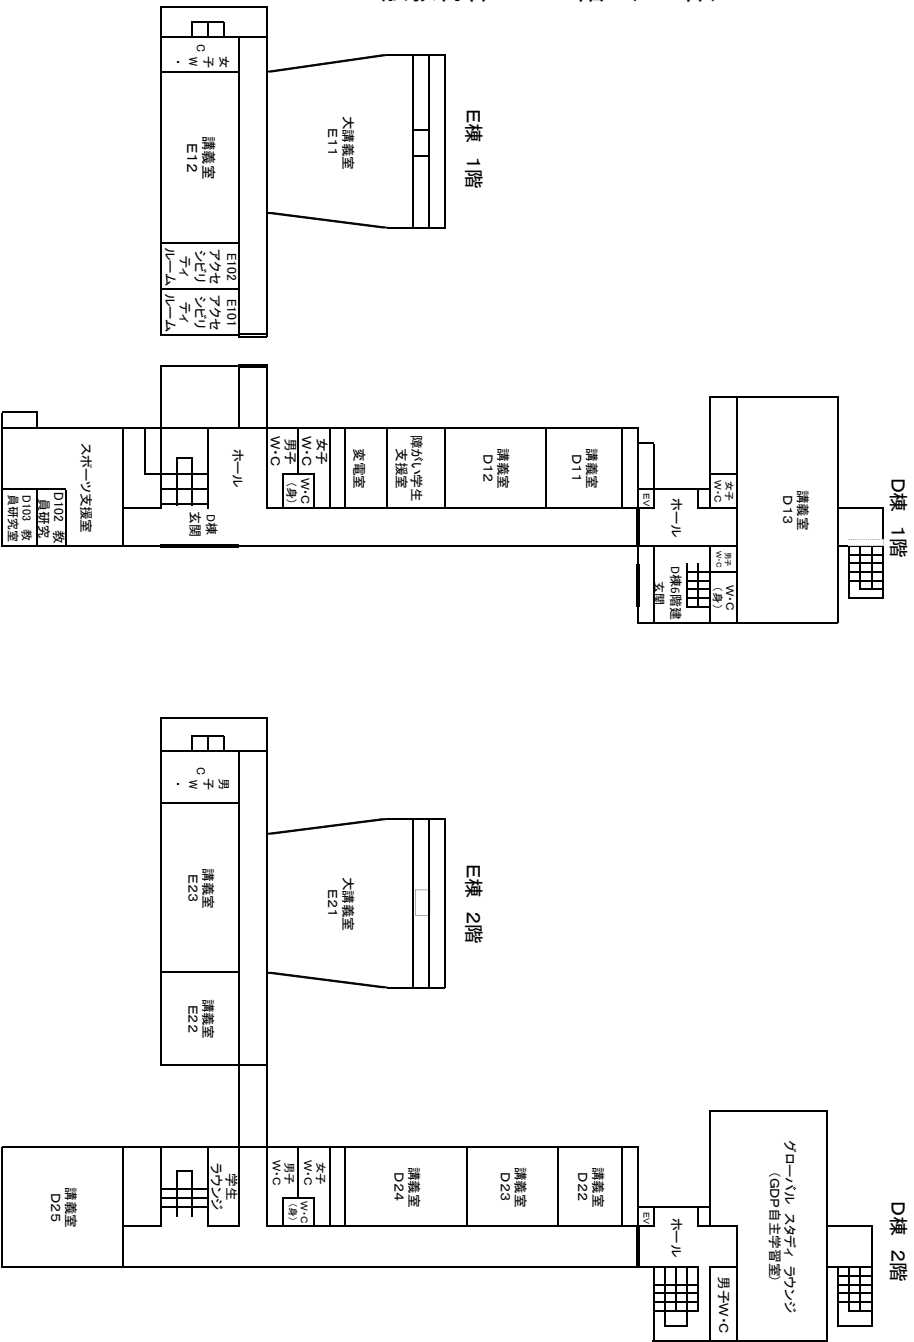 E棟 1階
大講義室
E11
女
子
W
・
C
講義室
E12
E102
アクセ
シビリ
ティ
ルーム
E101
アクセ
シビリ
ティ
ルーム
D棟 1階
講義室
D13
女子
W・C
男子
W・C
W・C
(身)
ホール
EV
D棟6階建
玄関
講義室
D11
講義室
D12
障がい学生
支援室
変電室
女子
W・C
男子
W・C
W・C
(身)
ホール
D棟
玄関
スポーツ支援室
D102 教
員研究
D103 教
員研究室
E棟 2階
大講義室
E21
男
子
W
・
C
講義室
E23
講義室
E22
D棟 2階
グローバル スタディ ラウンジ
(GDP自主学習室)
男子W・C
ホール
EV
講義室
D22
講義室
D23
講義室
D24
女子
W・C
男子
W・C
W・C
(身)
学生
ラウンジ
講義室
D25